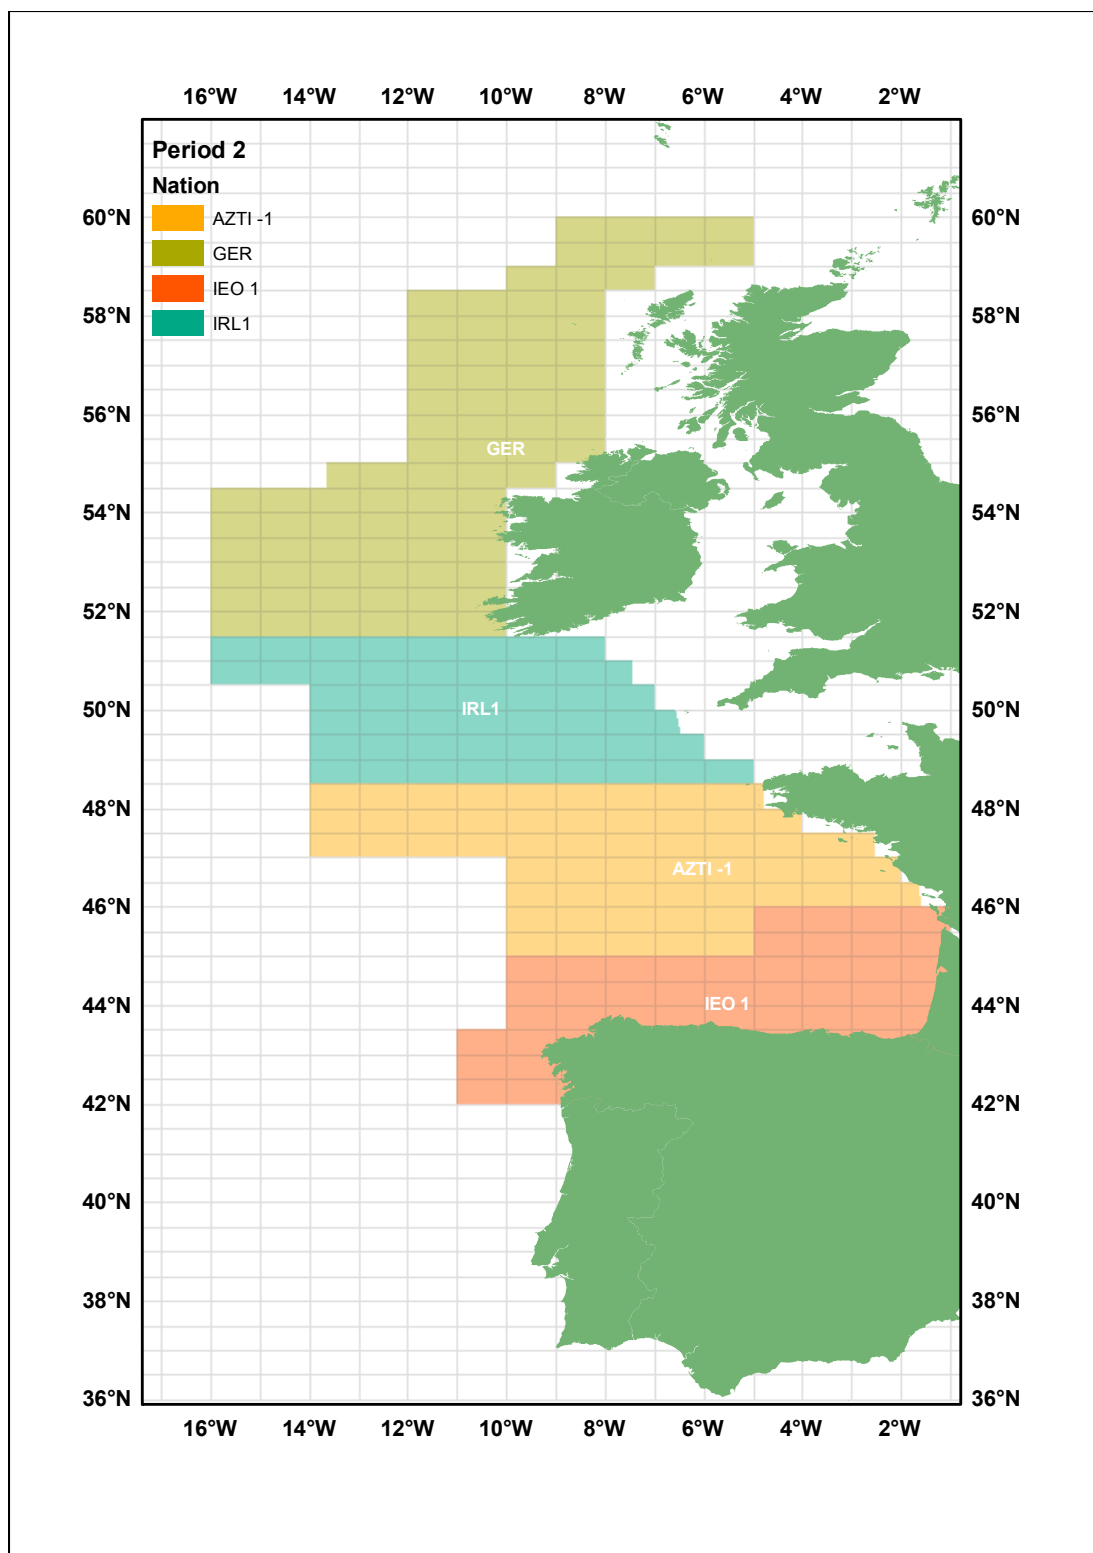 16°W 14°W 12°W 10°W 8°W 6°W 4°W 2°W
Period 2
Nation
AZTI -1
GER
IEO 1
IRL1
60°N 60°N
58°N 58°N
56°N 56°N
GER
54°N 54°N
52°N 52°N
IRL1
50°N 50°N
48°N 48°N
AZTI -1
46°N 46°N
IEO 1
44°N 44°N
42°N 42°N
40°N 40°N
38°N 38°N
36°N 36°N
16°W 14°W 12°W 10°W 8°W 6°W 4°W 2°W